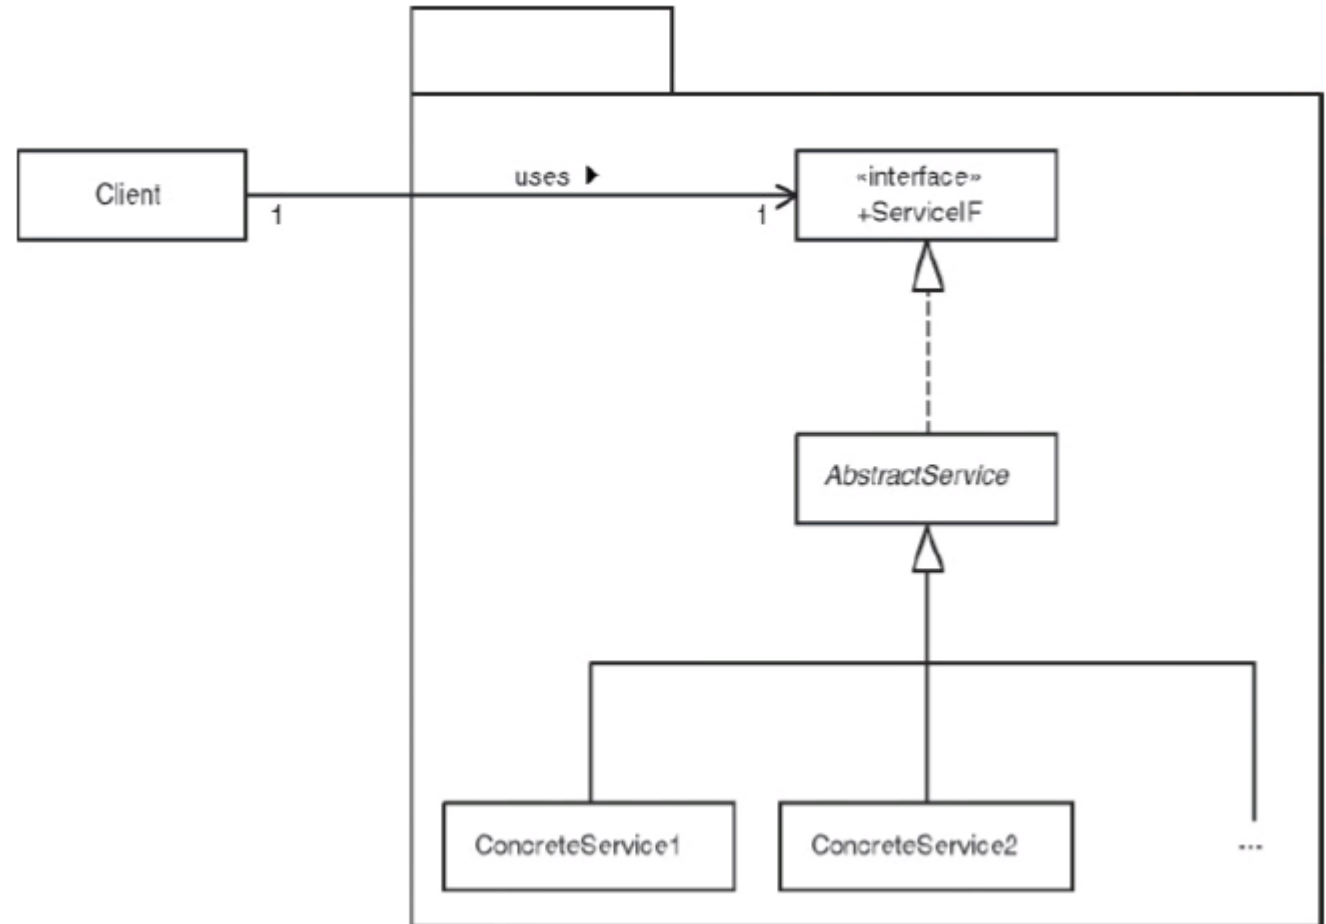 uses ▶
Client
1
1
«interface»
+ServiceIF
AbstractService
ConcreteService1
ConcreteService2
...